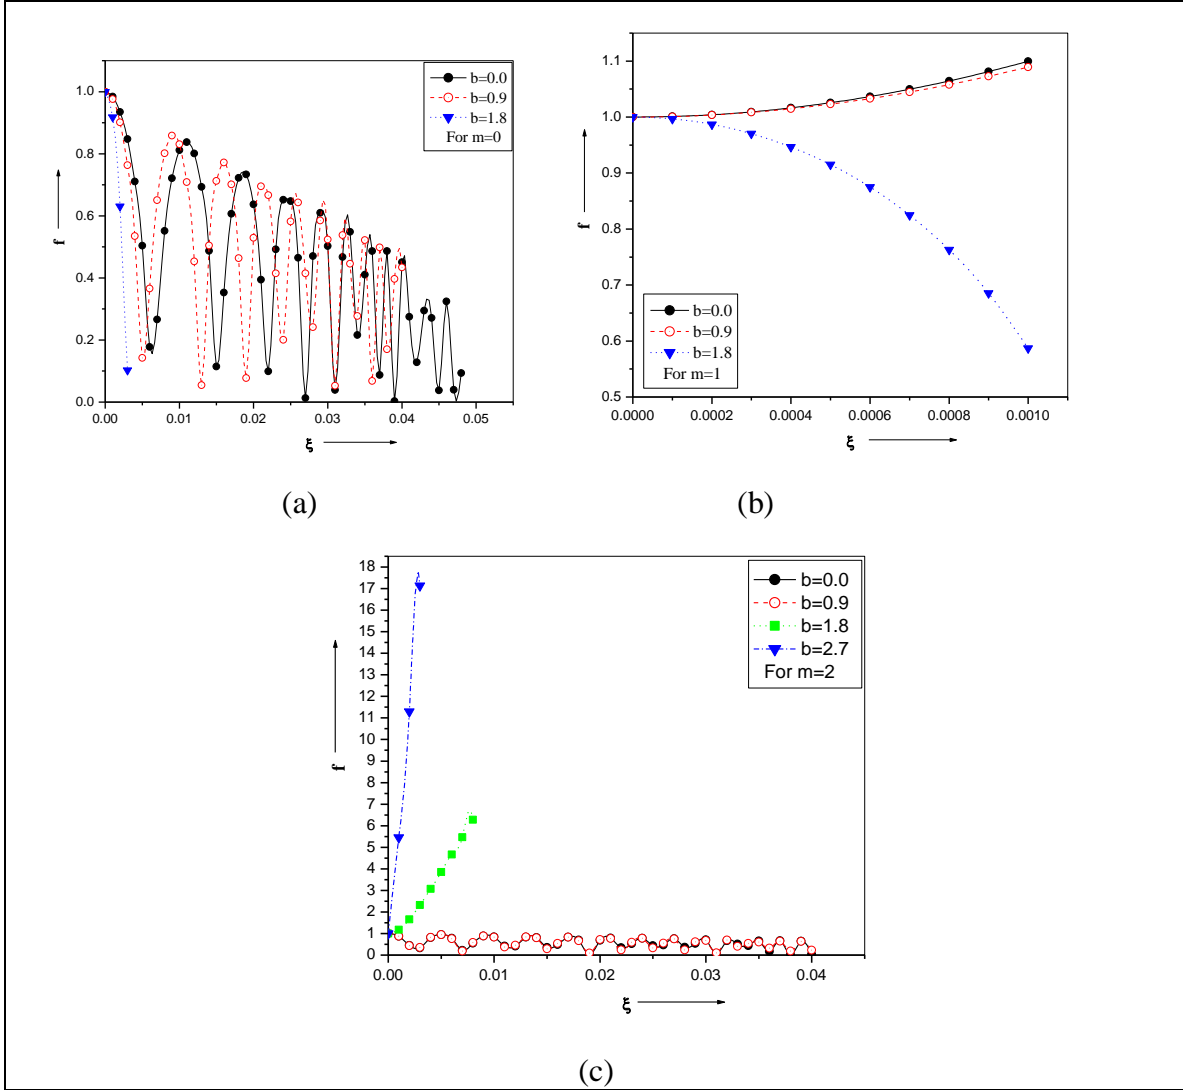 1.0
0.8
0.6
0.4
0.2
0.0
0.00 0.01 0.02 0.03 0.04 0.05
f
ξ
b=0.0
b=0.9
b=1.8
For m=0
(a)
1.1
1.0
0.9
0.8
0.7
0.6
0.5
0.0000 0.0002 0.0004 0.0006 0.0008 0.0010
f
ξ
b=0.0
b=0.9
b=1.8
For m=1
(b)
18
17
16
15
14
13
12
11
10
9
8
7
6
5
4
3
2
1
0
0.00 0.01 0.02 0.03 0.04
f
ξ
b=0.0
b=0.9
b=1.8
b=2.7
For m=2
(c)